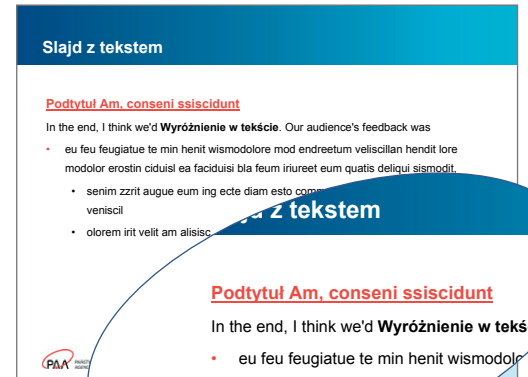 Slajd z tekstem
Podtytuł Am, conseni ssiscidunt
In the end, I think we'd Wyróżnienie w tekście. Our audience's feedback was
• eu feu feugiatue te min henit wismodolore mod endreetum veliscillan hendit lore
modolor erostin ciduisl ea faciduisi bla feum iriureet eum quatis deliqui sismodit,
• senim zzrit augue eum ing ecte diam esto com
veniscil
• olorem irit velit am alisisc
z tekstem
Podtytuł Am, conseni ssiscidunt
In the end, I think we'd Wyróżnienie w tekś
• eu feu feugiatue te min henit wismodolo
PAA